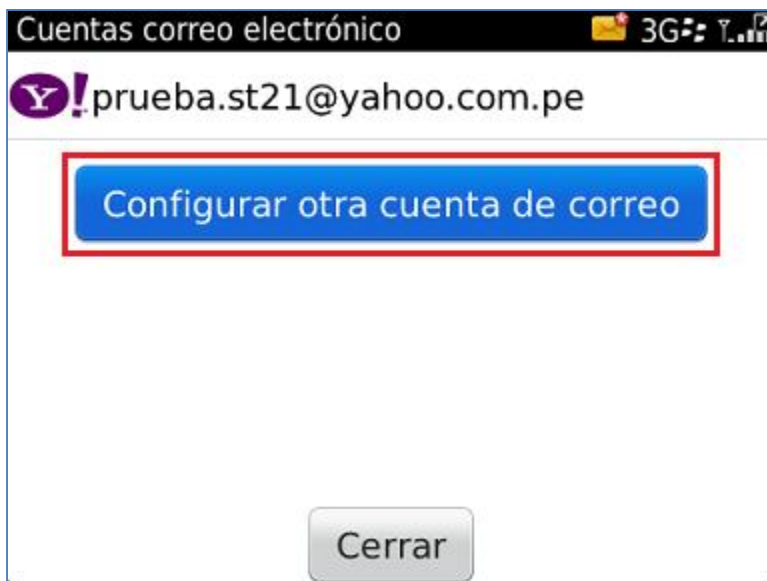 Cuentas correo electrónico 3G
Y! prueba.st21@yahoo.com.pe
Configurar otra cuenta de correo
Cerrar